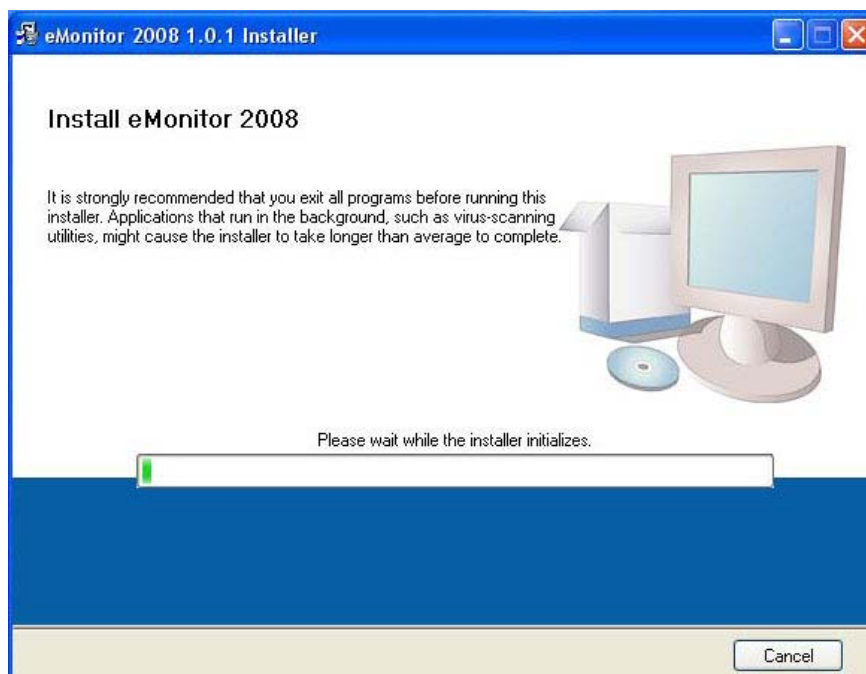 eMonitor 2008 1.0.1 Installer
Install eMonitor 2008
It is strongly recommended that you exit all programs before running this
installer. Applications that run in the background, such as virus-scanning
utilities, might cause the installer to take longer than average to complete.
Please wait while the installer initializes.
Cancel